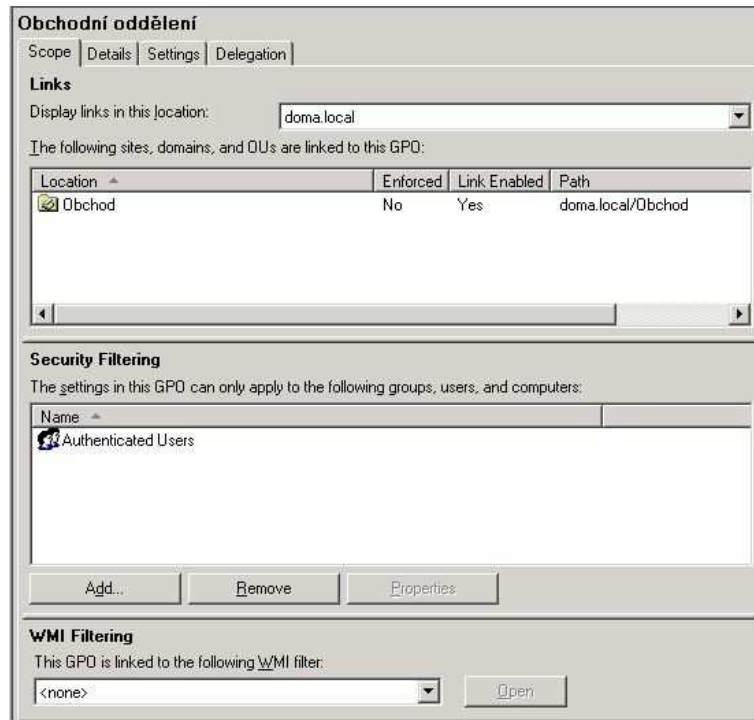 Obchodní oddělení
Scope Details Settings Delegation
Links
Display links in this location: doma.local
The following sites, domains, and OUs are linked to this GPO:
Location Enforced Link Enabled Path
Obchod No Yes doma.local/Obchod
Security Filtering
The settings in this GPO can only apply to the following groups, users, and computers:
Name
Authenticated Users
Add... Remove Properties
WMI Filtering
This GPO is linked to the following WMI filter:
<none> Open